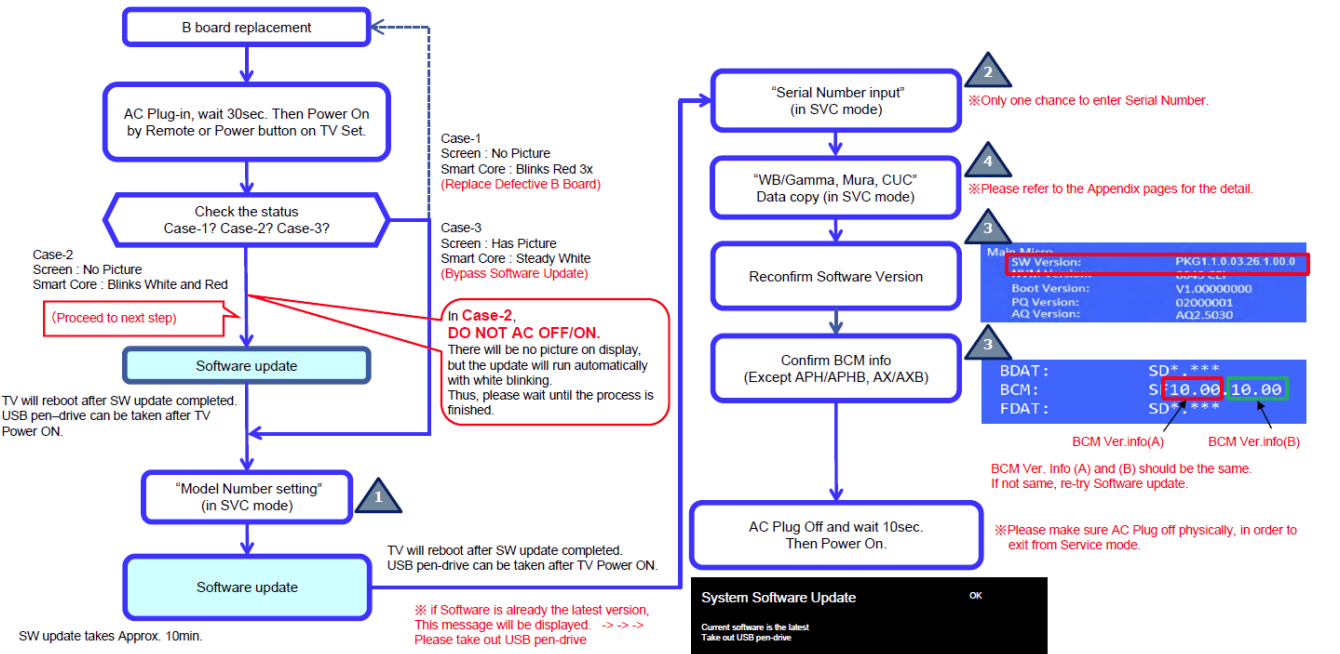 B board replacement
AC Plug-in, wait 30sec. Then Power On
by Remote or Power button on TV Set.
Case-1
Screen : No Picture
Smart Core : Blinks Red 3x
(Replace Defective B Board)
Check the status
Case-1? Case-2? Case-3?
Case-3
Screen : Has Picture
Smart Core : Steady White
(Bypass Software Update)
Case-2
Screen : No Picture
Smart Core : Blinks White and Red
(Proceed to next step)
In Case-2,
DO NOT AC OFF/ON.
There will be no picture on display,
but the update will run automatically
with white blinking.
Thus, please wait until the process is
finished.
Software update
TV will reboot after SW update completed.
USB pen–drive can be taken after TV
Power ON.
"Model Number setting"
(in SVC mode)
1
Software update
TV will reboot after SW update completed.
USB pen-drive can be taken after TV Power ON.
SW update takes Approx. 10min.
※ if Software is already the latest version,
This message will be displayed. -> -> ->
Please take out USB pen-drive
"Serial Number input"
(in SVC mode)
2
※Only one chance to enter Serial Number.
"WB/Gamma, Mura, CUC"
Data copy (in SVC mode)
4
※Please refer to the Appendix pages for the detail.
Reconfirm Software Version
3
Main Micro
SW Version: PKG1.1.0.03.26.1.00.0
Boot Version: V1.00000000
PQ Version: 02000001
AQ Version: AQ2.5030
Confirm BCM info
(Except APH/APHB, AX/AXB)
3
BDAT: SD*.***
BCM: SF10.00.10.00
FDAT: SD*.***
BCM Ver.info(A) BCM Ver.info(B)
BCM Ver. Info (A) and (B) should be the same.
If not same, re-try Software update.
AC Plug Off and wait 10sec.
Then Power On.
※Please make sure AC Plug off physically, in order to
exit from Service mode.
System Software Update OK
Current software is the latest
Take out USB pen-drive